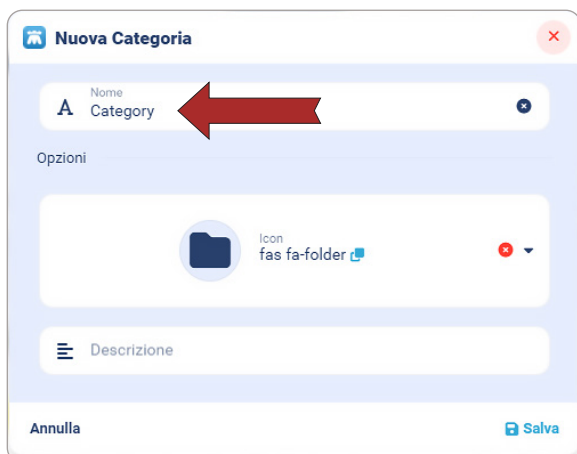 Nuova Categoria
Nome
Category
Opzioni
Icon
fas fa-folder
Descrizione
Annulla
Salva